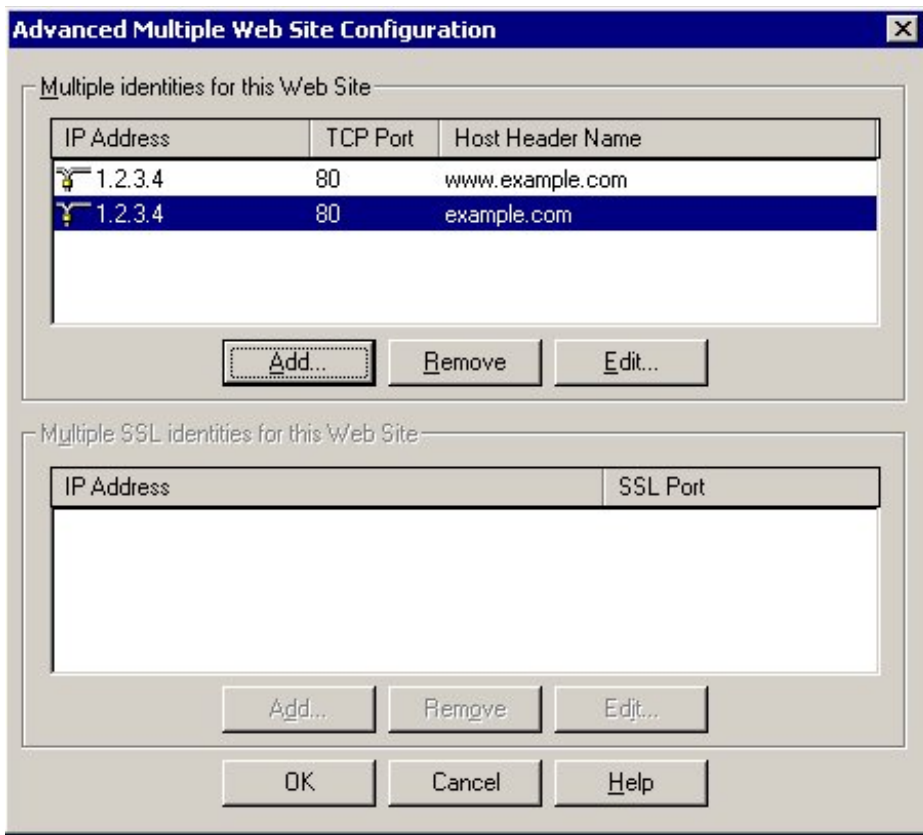 Advanced Multiple Web Site Configuration
Multiple identities for this Web Site
IP Address TCP Port Host Header Name
1.2.3.4 80 www.example.com
1.2.3.4 80 example.com
Add... Remove Edit...
Multiple SSL identities for this Web Site
IP Address SSL Port
Add... Remove Edit...
OK Cancel Help